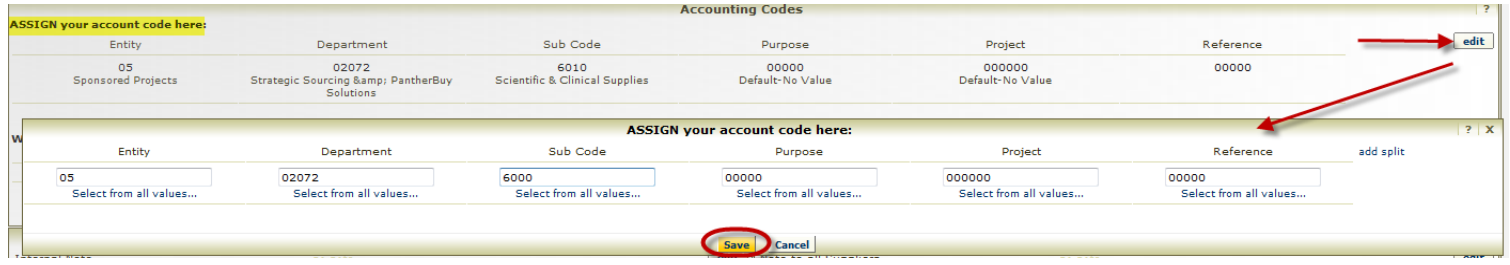 Accounting Codes ?
ASSIGN your account code here:
Entity Department Sub Code Purpose Project Reference edit
05 02072 6010 00000 000000 00000
Sponsored Projects Strategic Sourcing &amp; PantherBuy Scientific & Clinical Supplies Default-No Value Default-No Value
Solutions
ASSIGN your account code here: ? X
Entity Department Sub Code Purpose Project Reference add split
05 02072 6000 00000 000000 00000
Select from all values... Select from all values... Select from all values... Select from all values... Select from all values... Select from all values...
Save Cancel